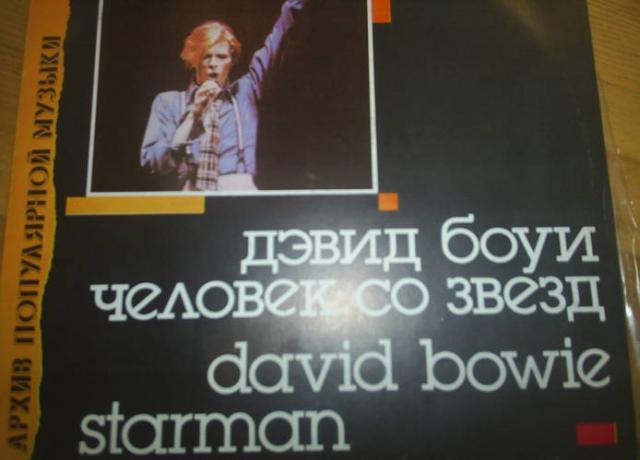 АРХИВ ПОПУЛЯРНОЙ МУЗЫКИ
дэвид боуи
человек со звезд
david bowie
starman